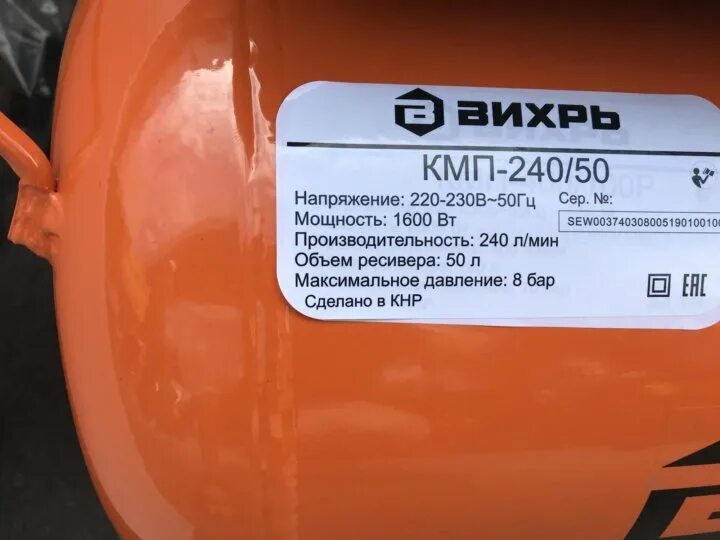 ВИХРЬ
КМП-240/50
Напряжение: 220-230В~50Гц
Мощность: 1600 Вт
Производительность: 240 л/мин
Объем ресивера: 50 л
Максимальное давление: 8 бар
Сделано в КНР
Сер. №:
SEW00374030800519010010
EAC